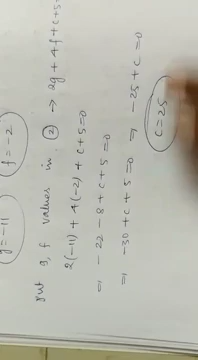 g = -11 f = -2
put g, f values in ② → 2g + 4f + c + 5 =
2(-11) + 4(-2) + c + 5 = 0
⇒ - 22 - 8 + c + 5 = 0
⇒ -30 + c + 5 = 0 ⇒ -25 + c = 0
c = 25